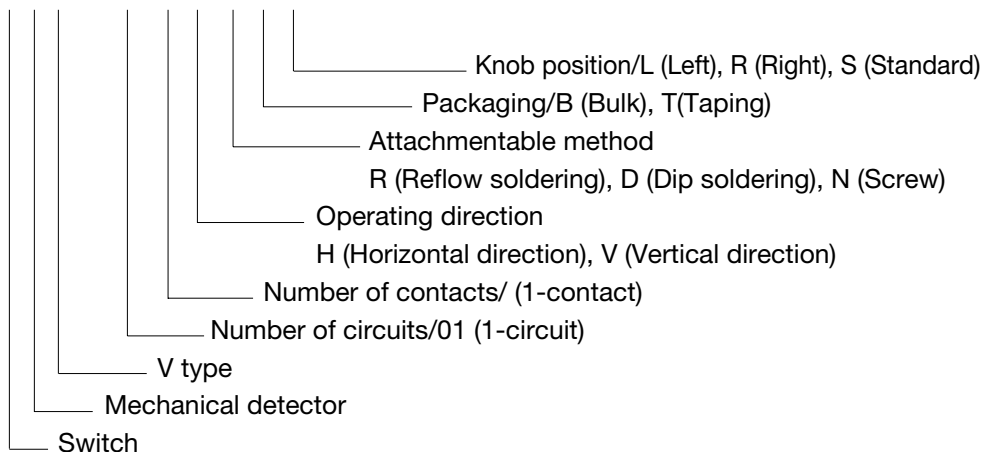 Knob position/L (Left), R (Right), S (Standard)
Packaging/B (Bulk), T(Taping)
Attachmentable method
R (Reflow soldering), D (Dip soldering), N (Screw)
Operating direction
H (Horizontal direction), V (Vertical direction)
Number of contacts/ (1-contact)
Number of circuits/01 (1-circuit)
V type
Mechanical detector
Switch